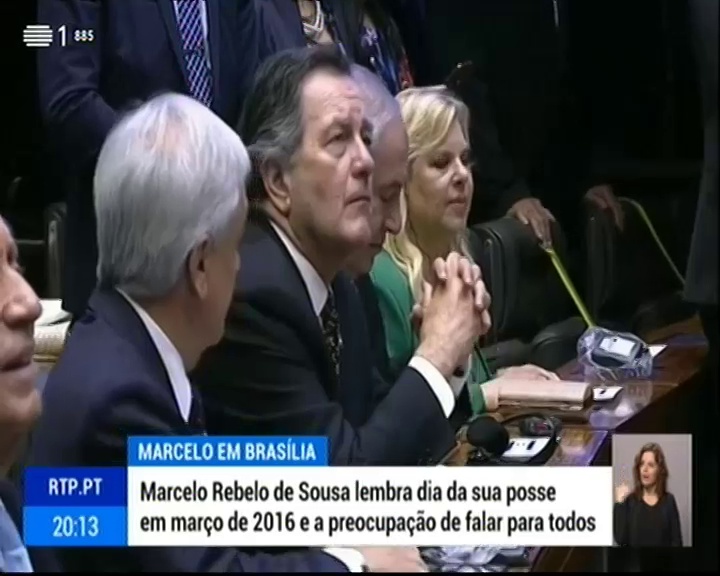 1 885
MARCELO EM BRASÍLIA
RTP.PT
Marcelo Rebelo de Sousa lembra dia da sua posse
20:13
em março de 2016 e a preocupação de falar para todos